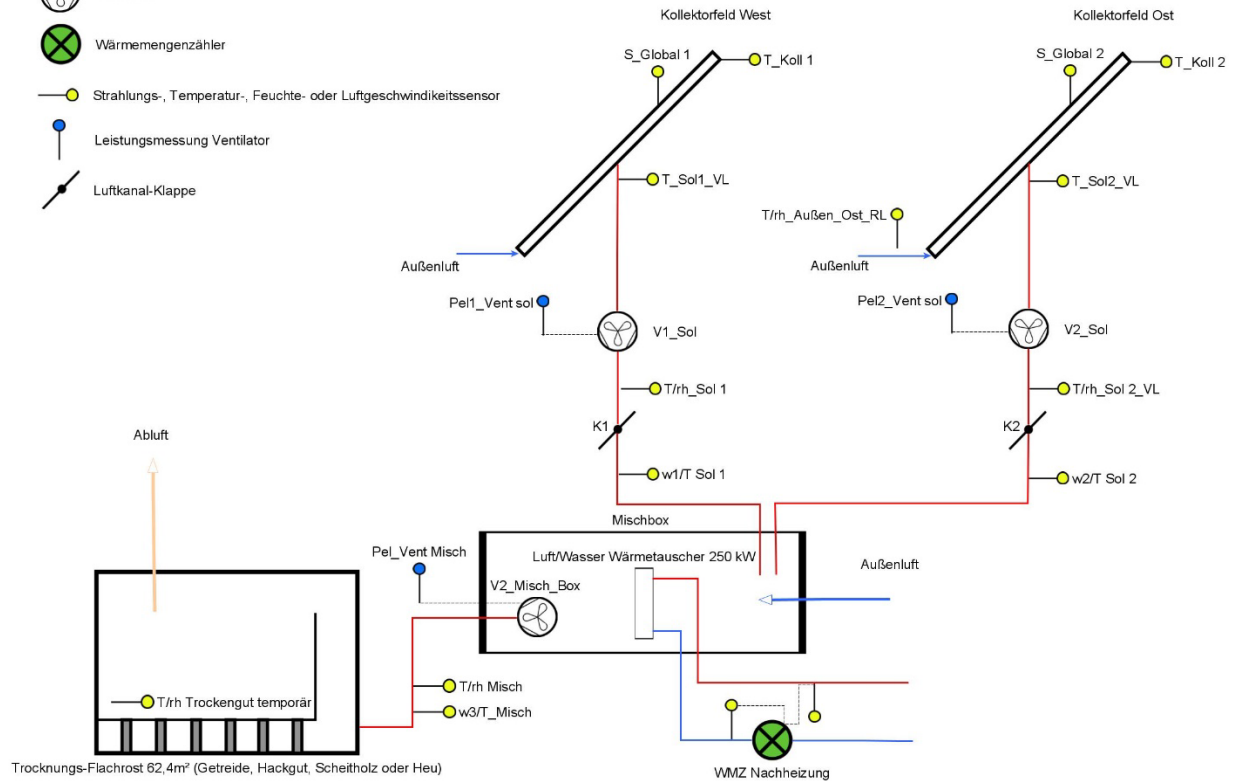 Kollektorfeld West
Kollektorfeld Ost
Wärmemengenzähler
S_Global 1
T_Koll 1
S_Global 2
T_Koll 2
Strahlungs-, Temperatur-, Feuchte- oder Luftgeschwindikeitssensor
Leistungsmessung Ventilator
Luftkanal-Klappe
T_Sol1_VL
T_Sol2_VL
T/rh_Außen_Ost_RL
Außenluft
Außenluft
Pel1_Vent sol
V1_Sol
Pel2_Vent sol
V2_Sol
T/rh_Sol 1
T/rh_Sol 2_VL
K1
K2
Abluft
w1/T Sol 1
w2/T Sol 2
Mischbox
Pel_Vent Misch
Luft/Wasser Wärmetauscher 250 kW
Außenluft
V2_Misch_Box
T/rh Trockengut temporär
T/rh Misch
w3/T_Misch
Trocknungs-Flachrost 62,4m² (Getreide, Hackgut, Scheitholz oder Heu)
WMZ Nachheizung